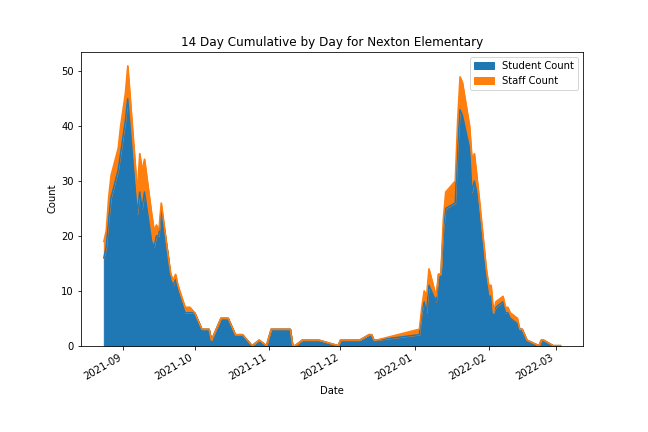 14 Day Cumulative by Day for Nexton Elementary
Student Count
Staff Count
50
40
30
20
10
0
Count
2021-09
2021-10
2021-11
2021-12
2022-01
2022-02
2022-03
Date